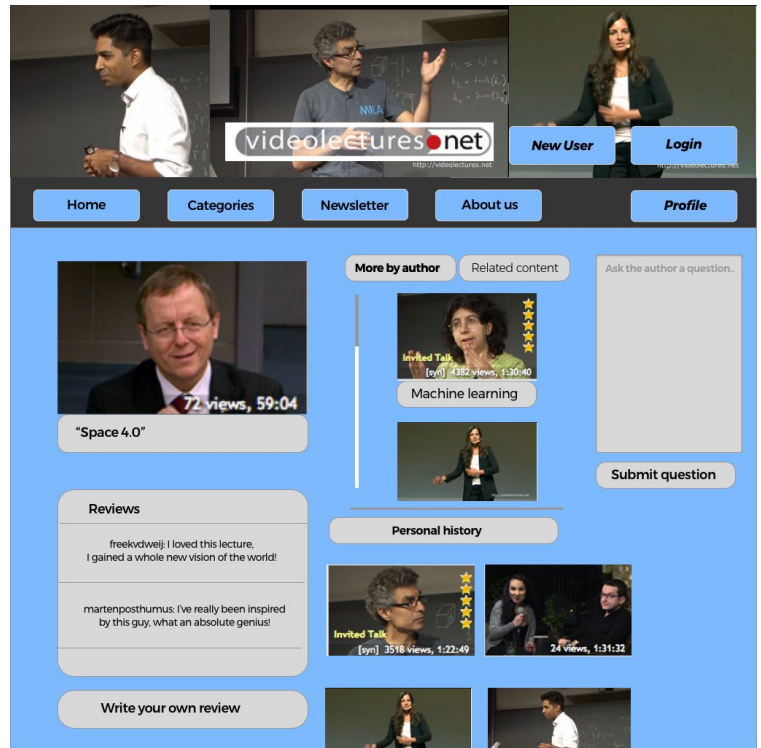 MILA
videolectures.net
http://videolectures.net
New User
Login
http://videolectures.net
Home
Categories
Newsletter
About us
Profile
72 views, 59:04
“Space 4.0”
Reviews
freekvdweij: I loved this lecture,
I gained a whole new vision of the world!
martenposthumus: I've really been inspired
by this guy, what an absolute genius!
Write your own review
More by author
Related content
Invited Talk
[syn] 4382 views, 1:30:40
Machine learning
Personal history
Invited Talk
[syn] 3518 views, 1:22:49
24 views, 1:31:32
Ask the author a question..
Submit question